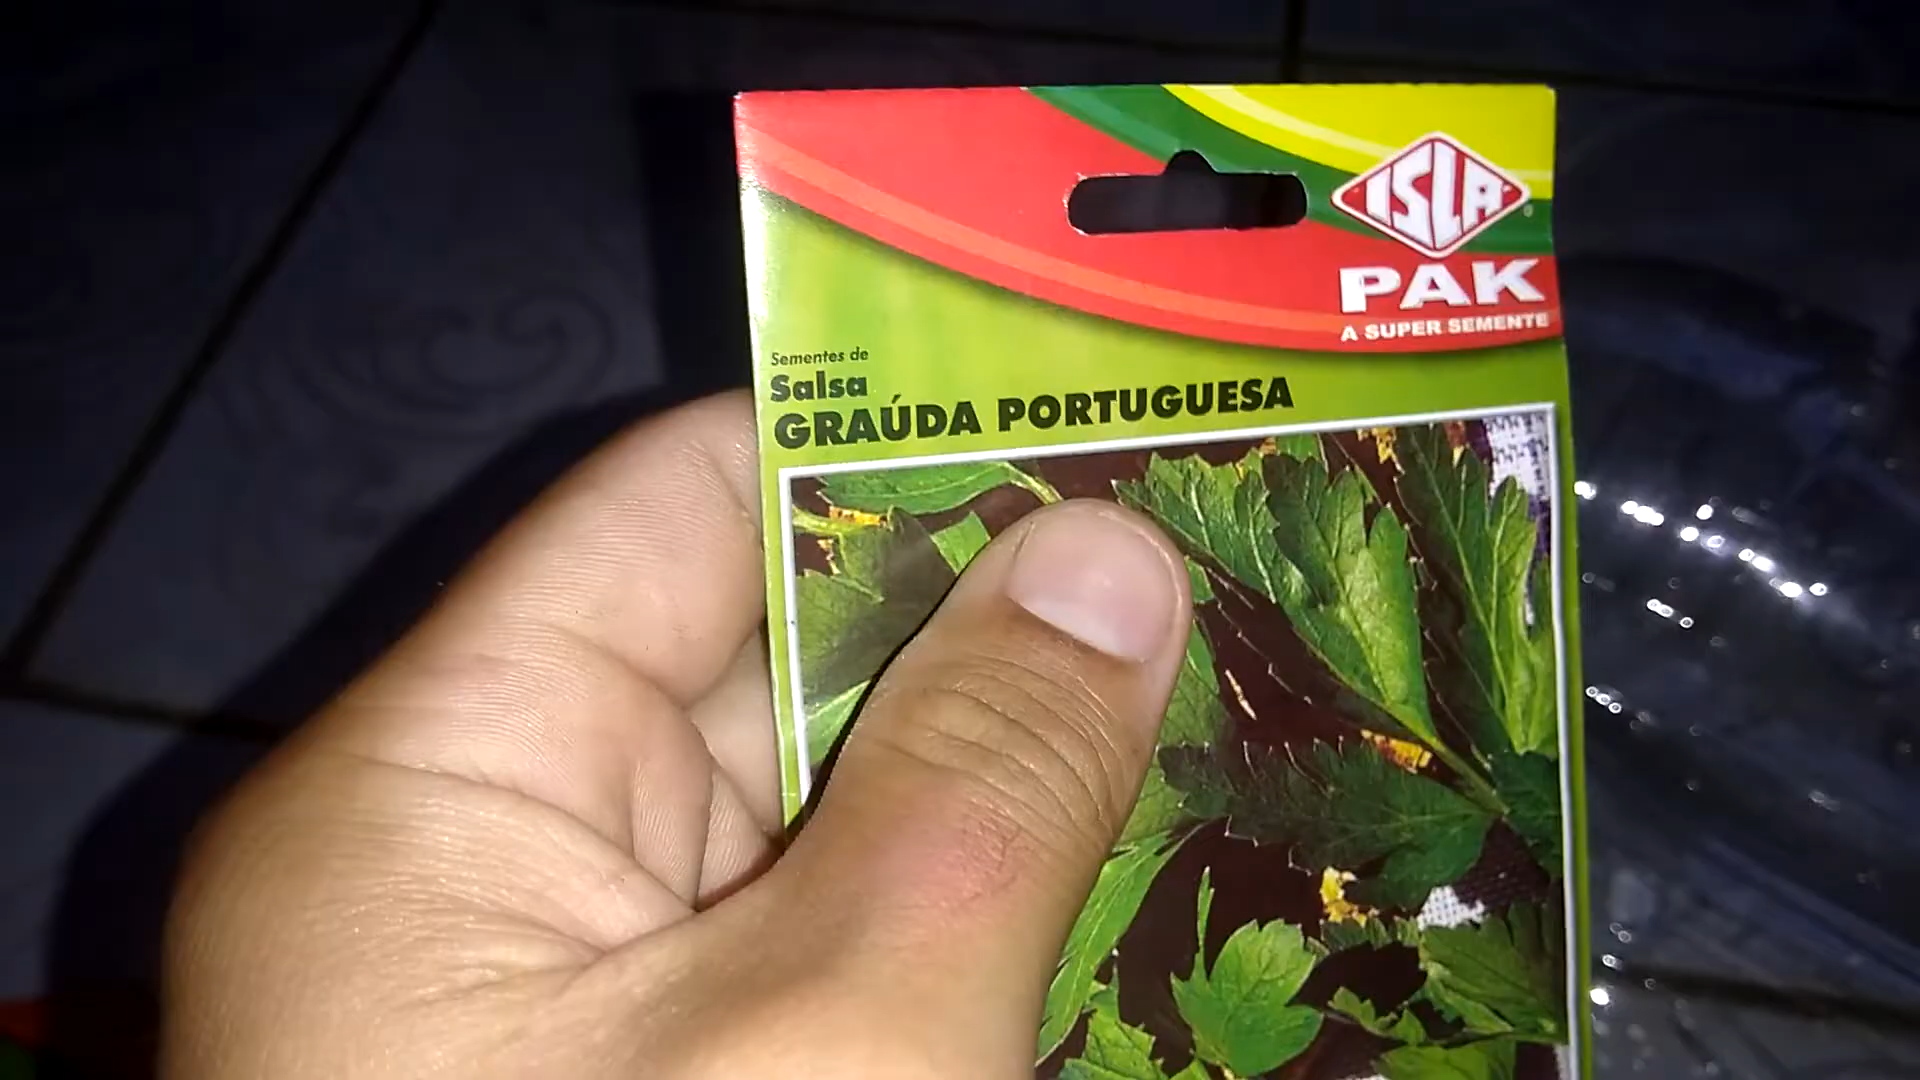 ISLA
PAK
A SUPER SEMENTE
Sementes de
Salsa
GRAÚDA PORTUGUESA